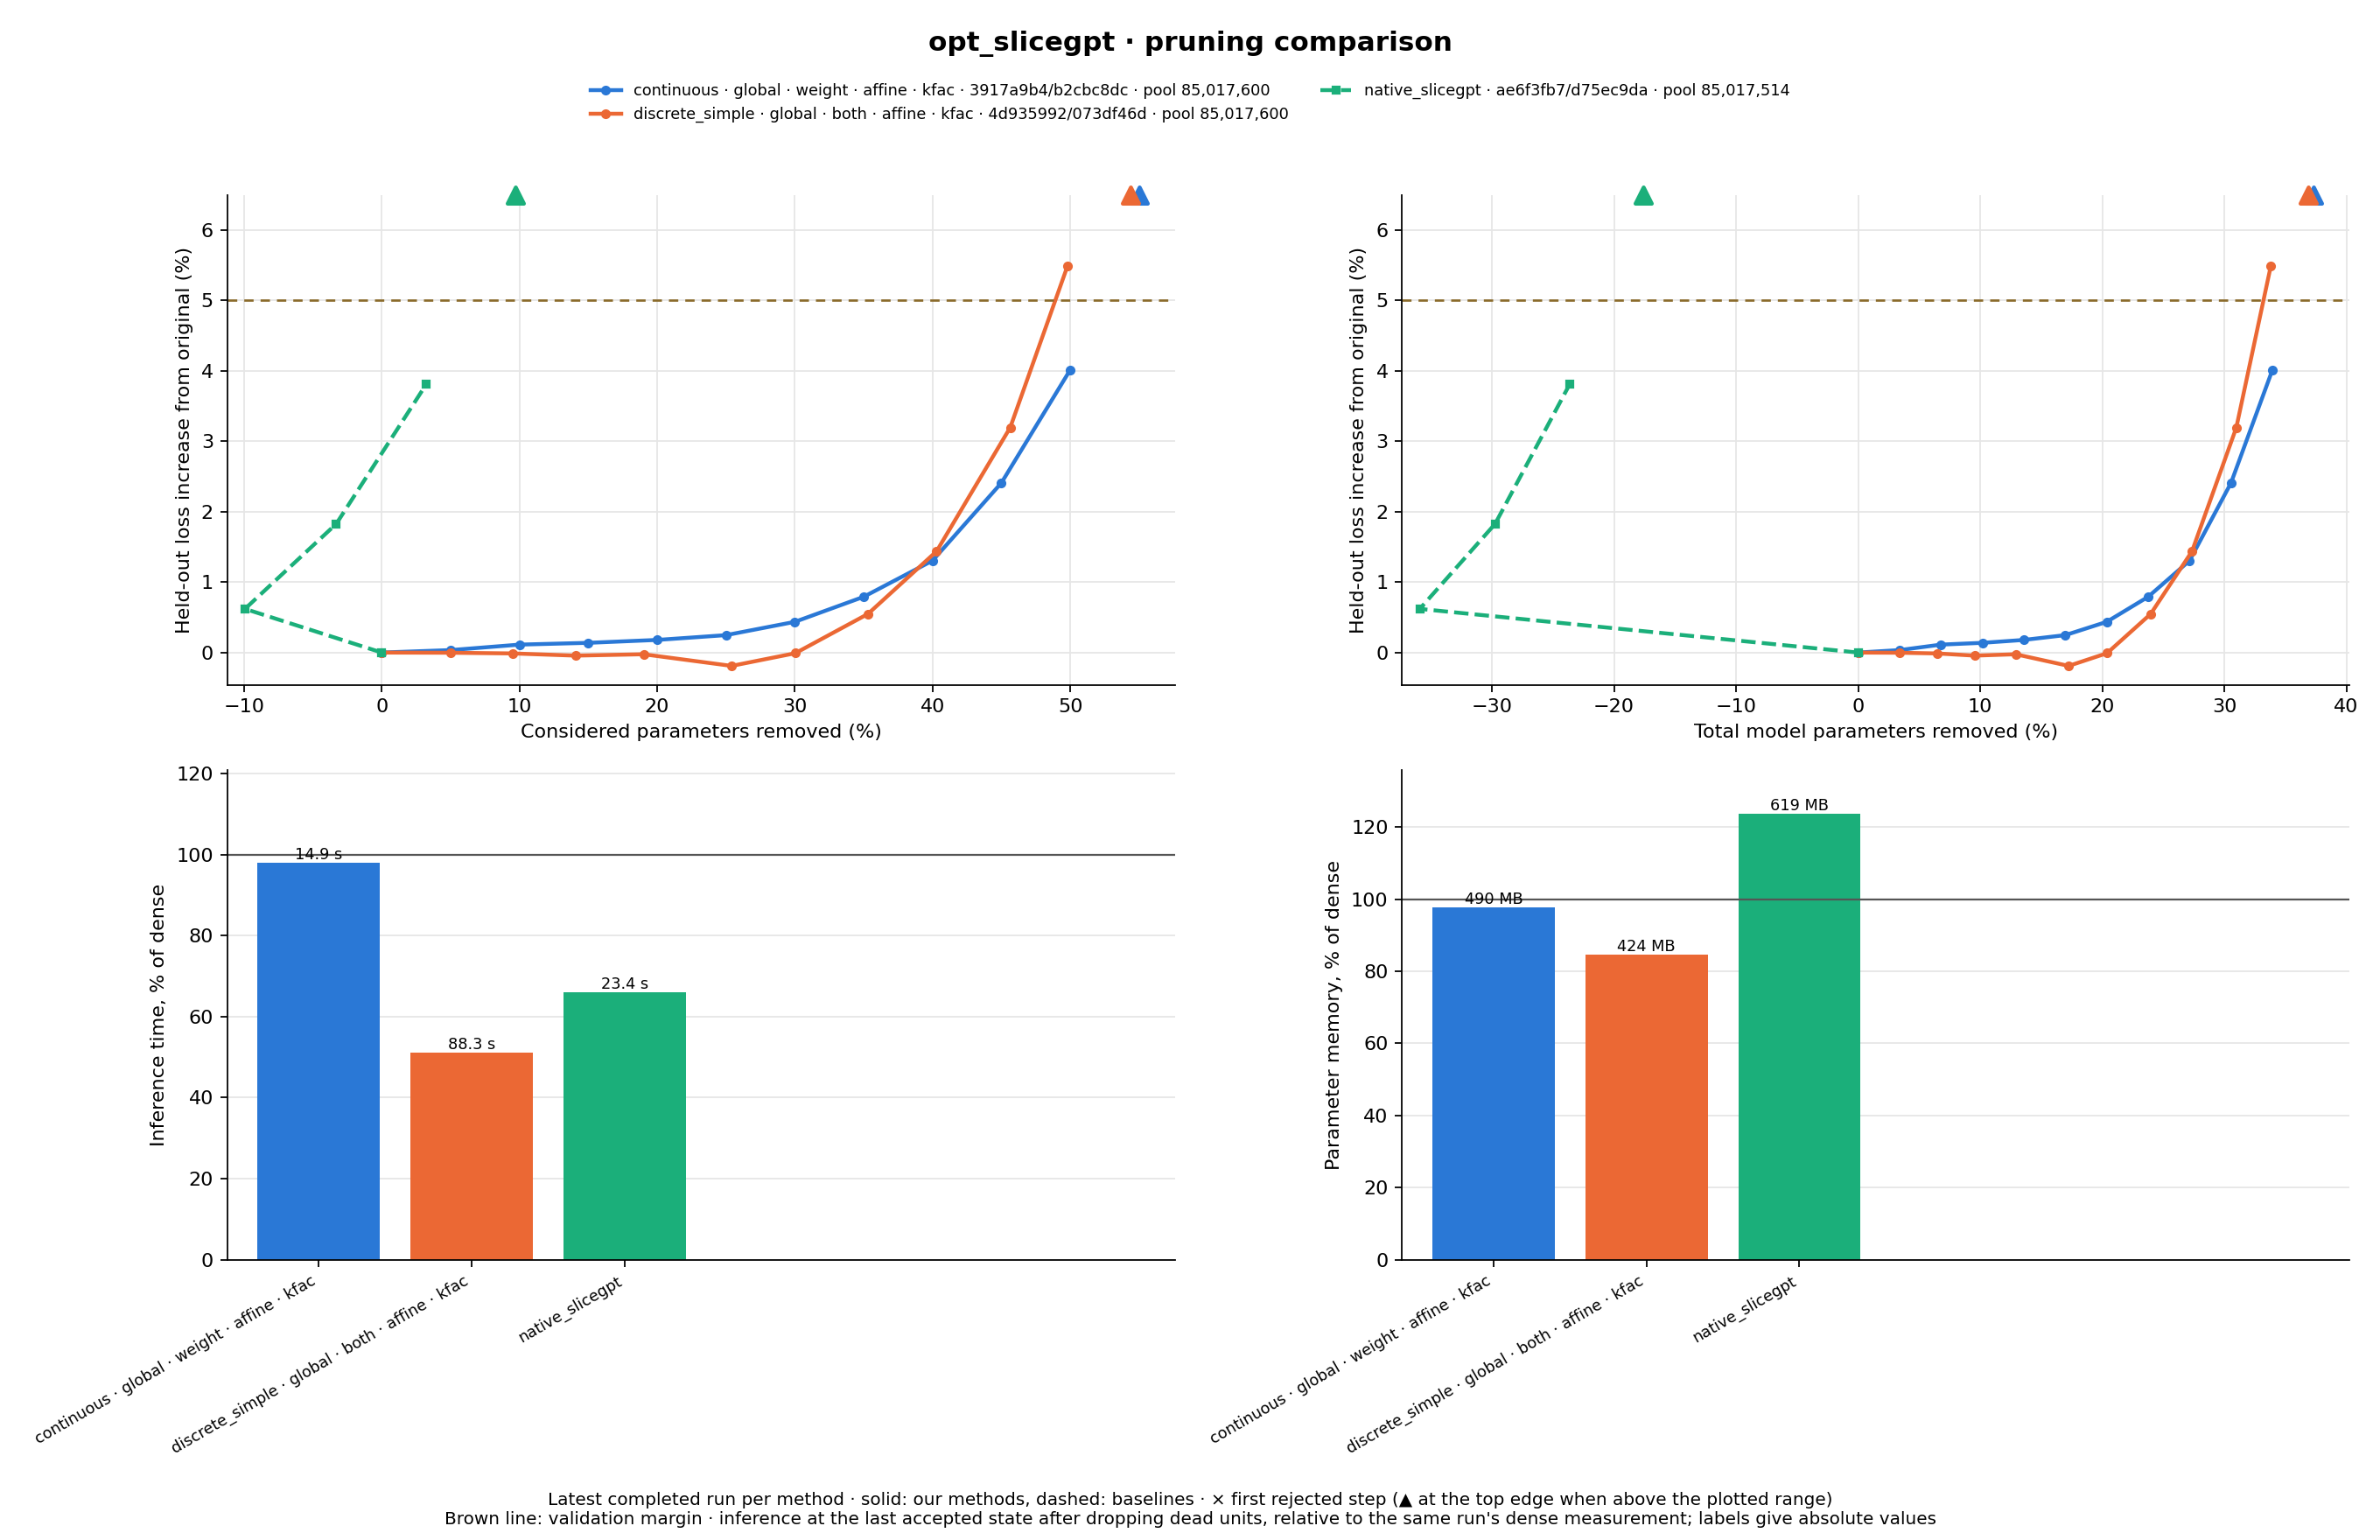 opt_slicegpt · pruning comparison
continuous · global · weight · affine · kfac · 3917a9b4/b2cbc8dc · pool 85,017,600
discrete_simple · global · both · affine · kfac · 4d935992/073df46d · pool 85,017,600
native_slicegpt · ae6f3fb7/d75ec9da · pool 85,017,514
Held-out loss increase from original (%)
6
5
4
3
2
1
0
−10 0 10 20 30 40 50
Considered parameters removed (%)
Held-out loss increase from original (%)
6
5
4
3
2
1
0
−30 −20 −10 0 10 20 30 40
Total model parameters removed (%)
Inference time, % of dense
120
100
80
60
40
20
0
14.9 s
88.3 s
23.4 s
continuous · global · weight · affine · kfac
discrete_simple · global · both · affine · kfac
native_slicegpt
Parameter memory, % of dense
120
100
80
60
40
20
0
490 MB
424 MB
619 MB
continuous · global · weight · affine · kfac
discrete_simple · global · both · affine · kfac
native_slicegpt
Latest completed run per method · solid: our methods, dashed: baselines · × first rejected step (▲ at the top edge when above the plotted range)
Brown line: validation margin · inference at the last accepted state after dropping dead units, relative to the same run's dense measurement; labels give absolute values